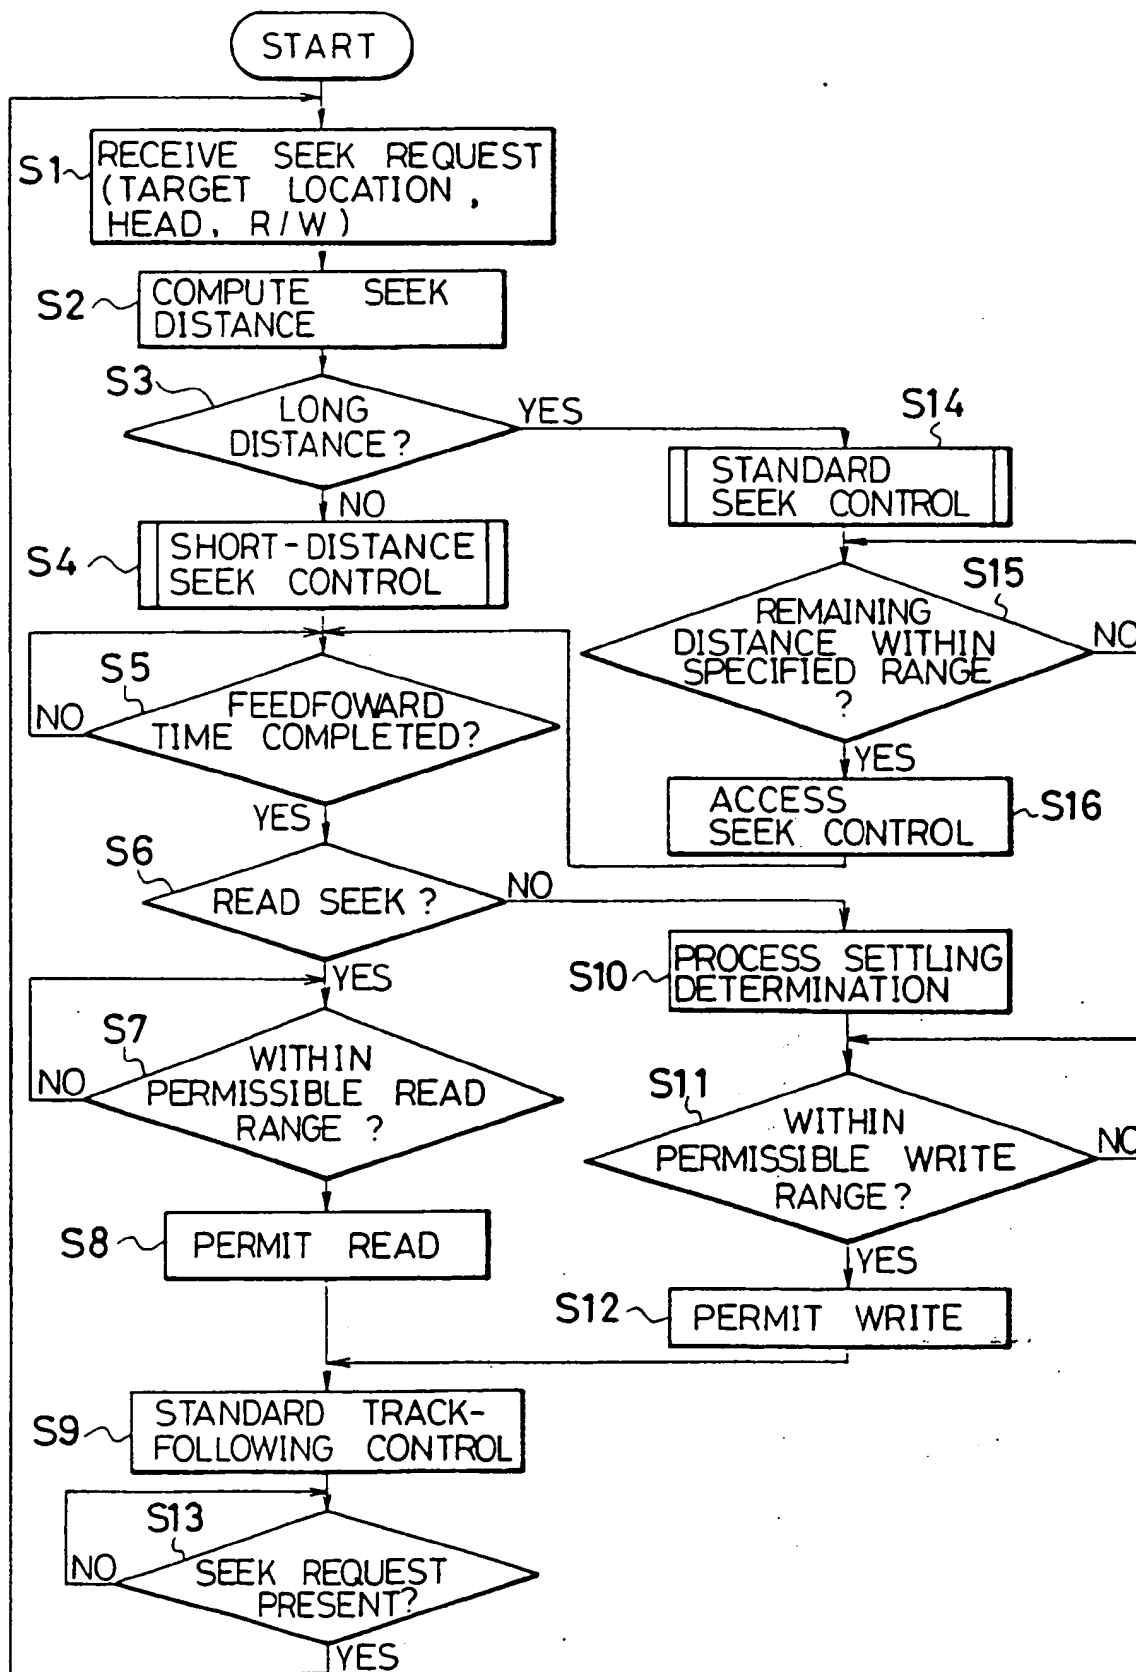 START
S1
RECEIVE SEEK REQUEST
(TARGET LOCATION,
HEAD, R/W)
S2
COMPUTE SEEK
DISTANCE
S3
LONG
DISTANCE?
YES
NO
S14
STANDARD
SEEK CONTROL
S4
SHORT-DISTANCE
SEEK CONTROL
S15
REMAINING
DISTANCE WITHIN
SPECIFIED RANGE
?
NO
YES
S5
FEEDFOWARD
TIME COMPLETED?
NO
YES
ACCESS
SEEK CONTROL
S16
S6
READ SEEK?
NO
YES
S10
PROCESS SETTLING
DETERMINATION
S7
WITHIN
PERMISSIBLE READ
RANGE ?
NO
S11
WITHIN
PERMISSIBLE WRITE
RANGE?
NO
YES
S8
PERMIT READ
S12
PERMIT WRITE
S9
STANDARD TRACK-
FOLLOWING CONTROL
S13
SEEK REQUEST
PRESENT?
NO
YES